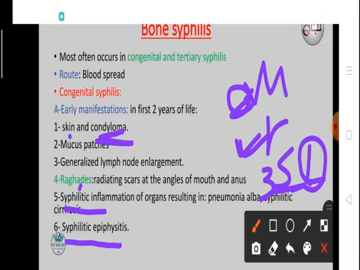 Bone syphilis
• Most often occurs in congenital and tertiary syphilis
• Route: Blood spread
• Congenital syphilis:
A-Early manifestations: in first 2 years of life:
1- skin and condyloma.
2-Mucus patches
3-Generalized lymph node enlargement.
4-Raghades: radiating scars at the angles of mouth and anus
5-Syphilitic inflammation of organs resulting in: pneumonia alba, syphilitic
cirrhosis
6- Syphilitic epiphysitis.